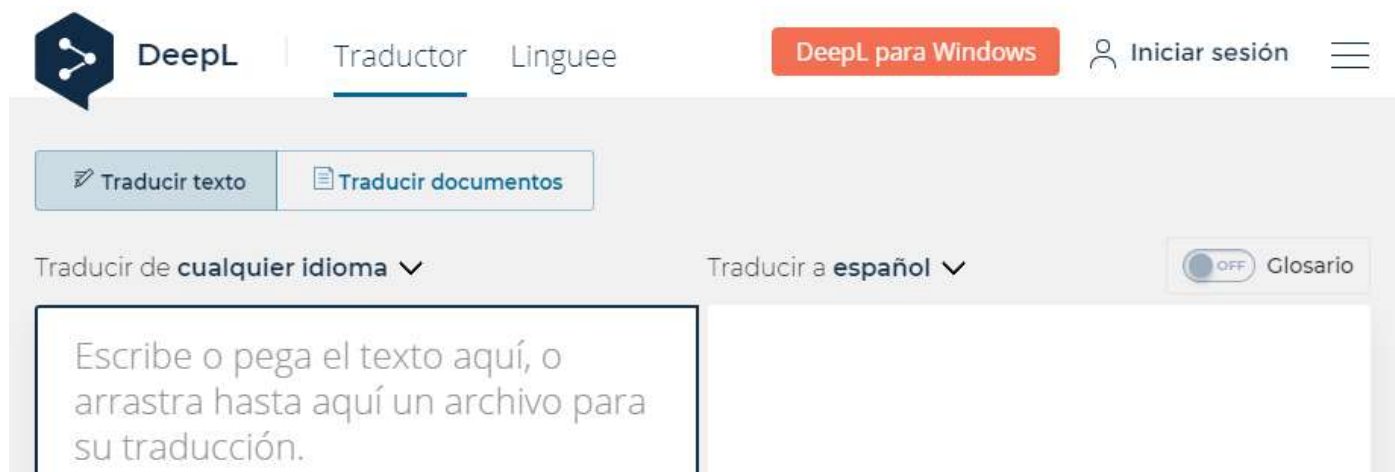 DeepL Traductor Linguee DeepL para Windows Iniciar sesión
Traducir texto Traducir documentos
Traducir de cualquier idioma Traducir a español OFF Glosario
Escribe o pega el texto aquí, o
arrastra hasta aquí un archivo para
su traducción.